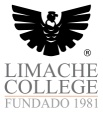 ®
LIMACHE
COLLEGE
FUNDADO 1981